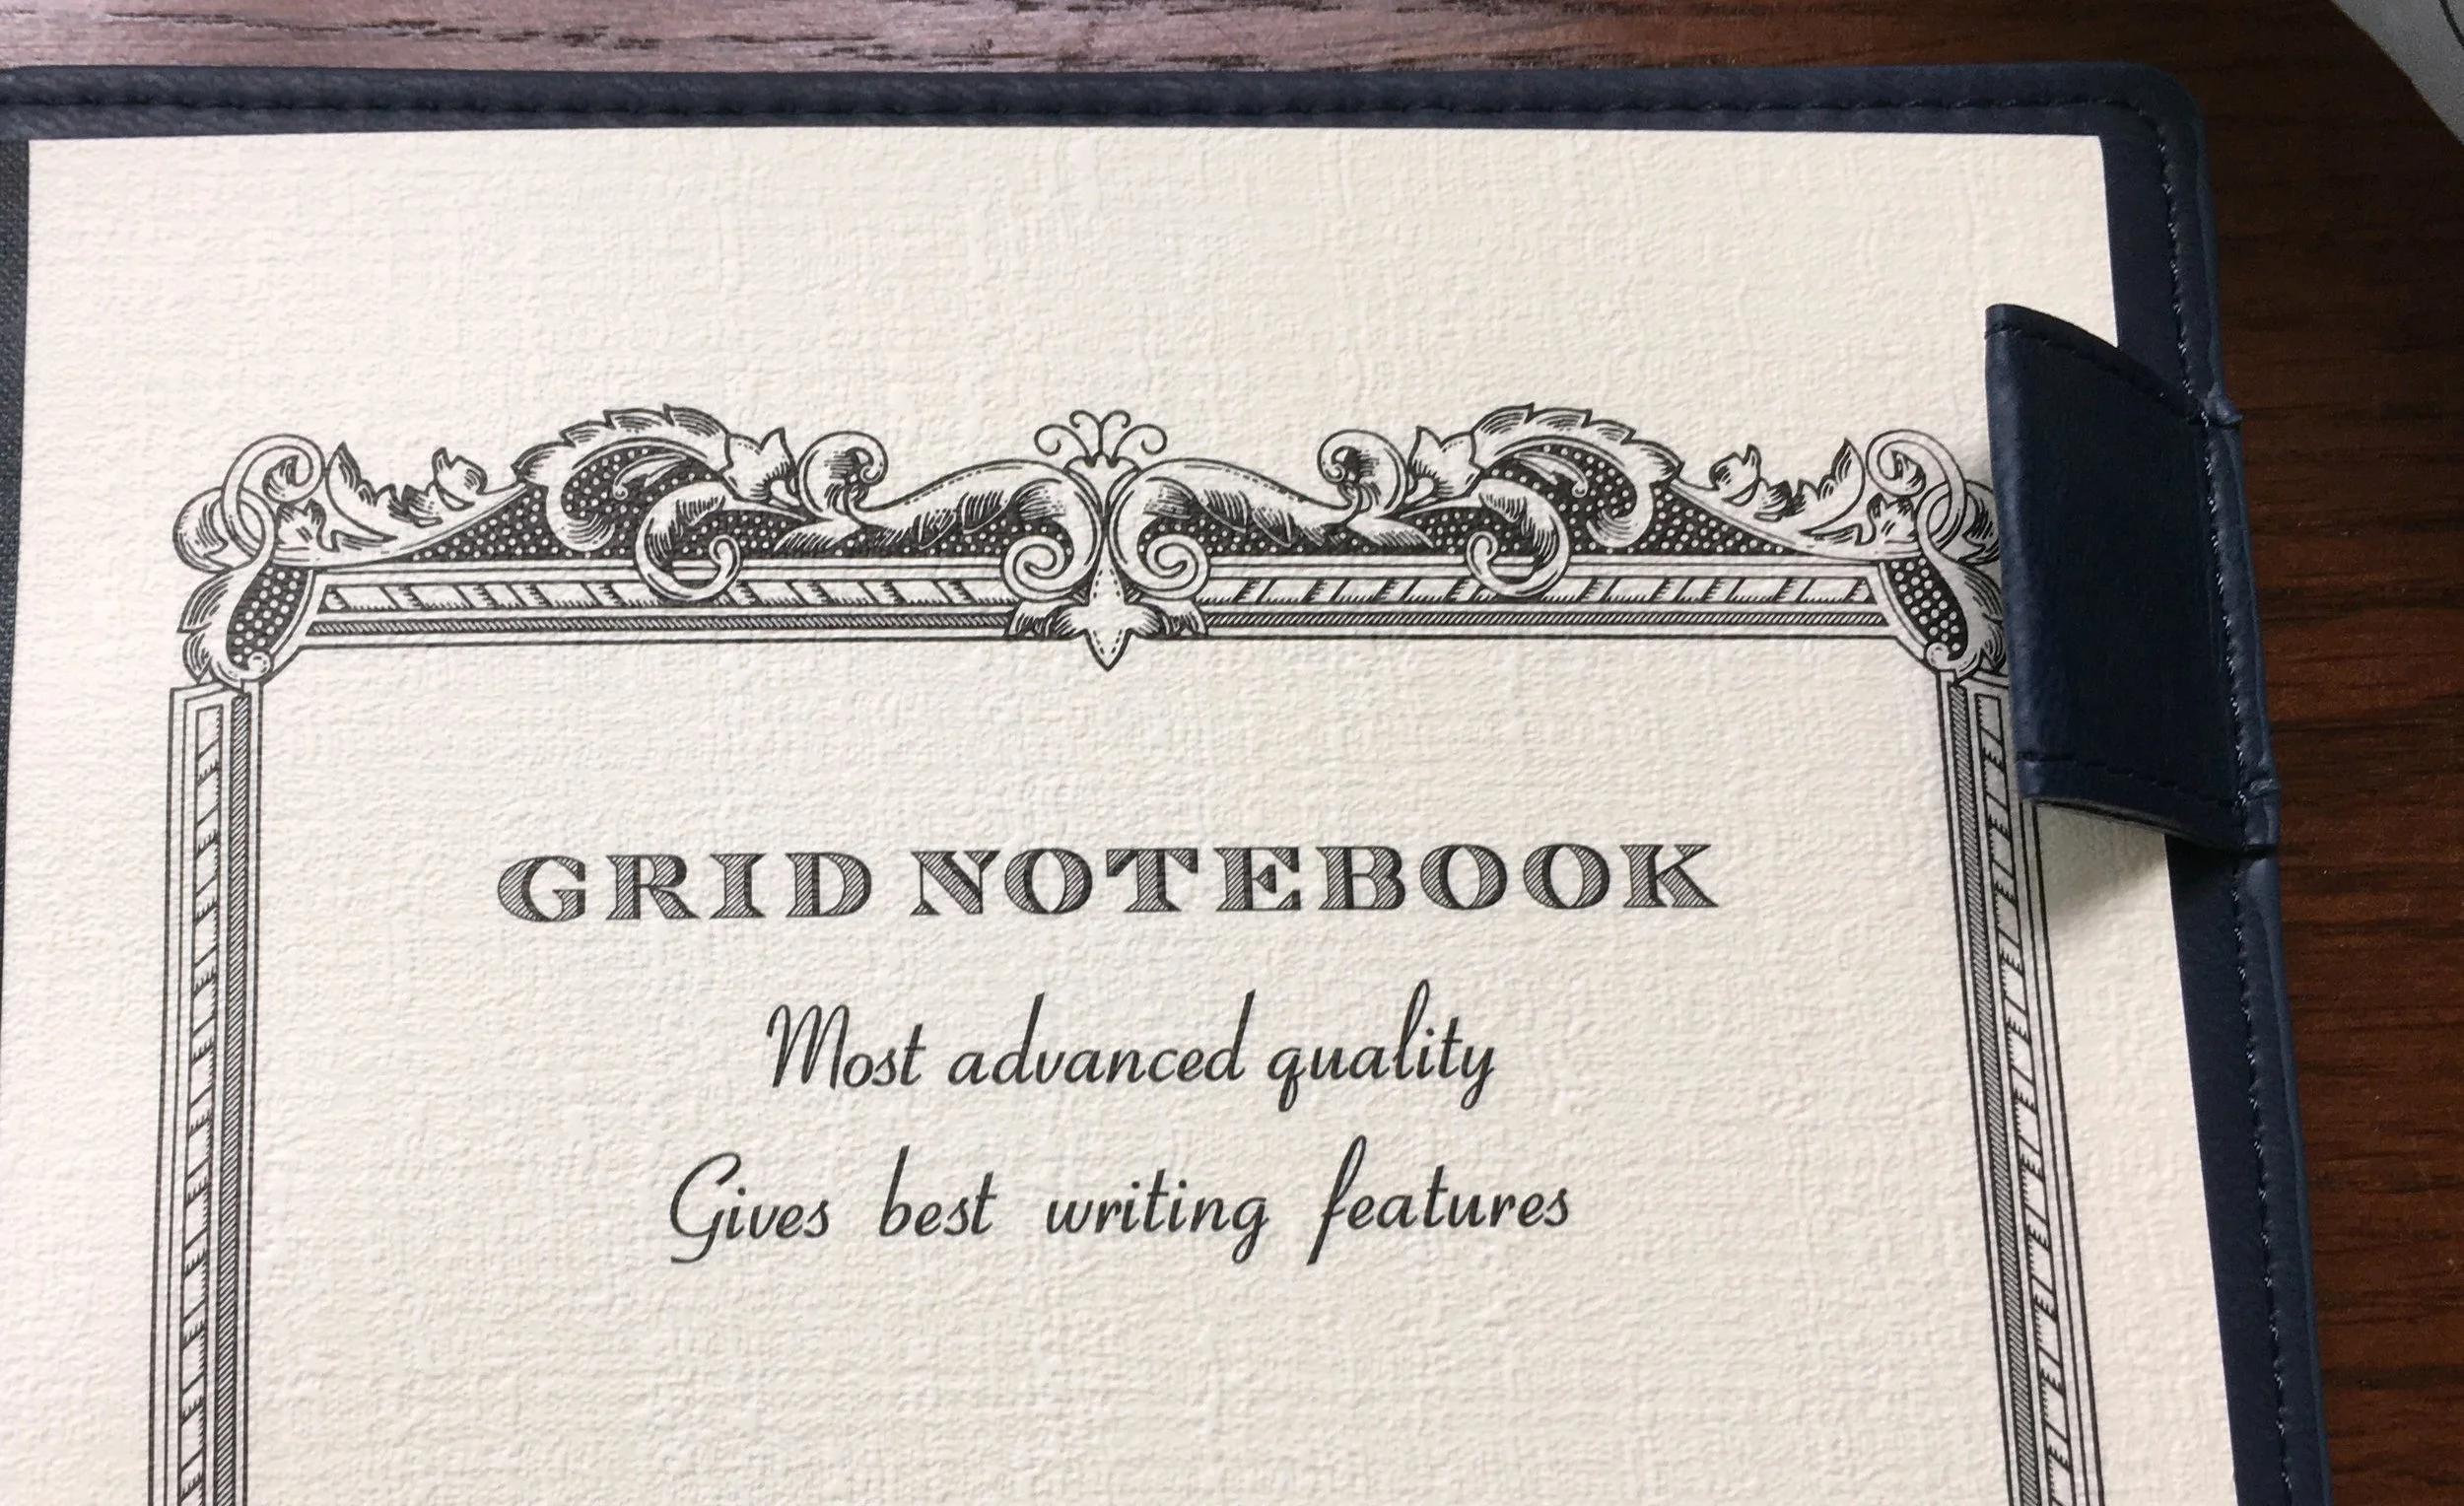 GRID NOTEBOOK
Most advanced quality
Gives best writing features